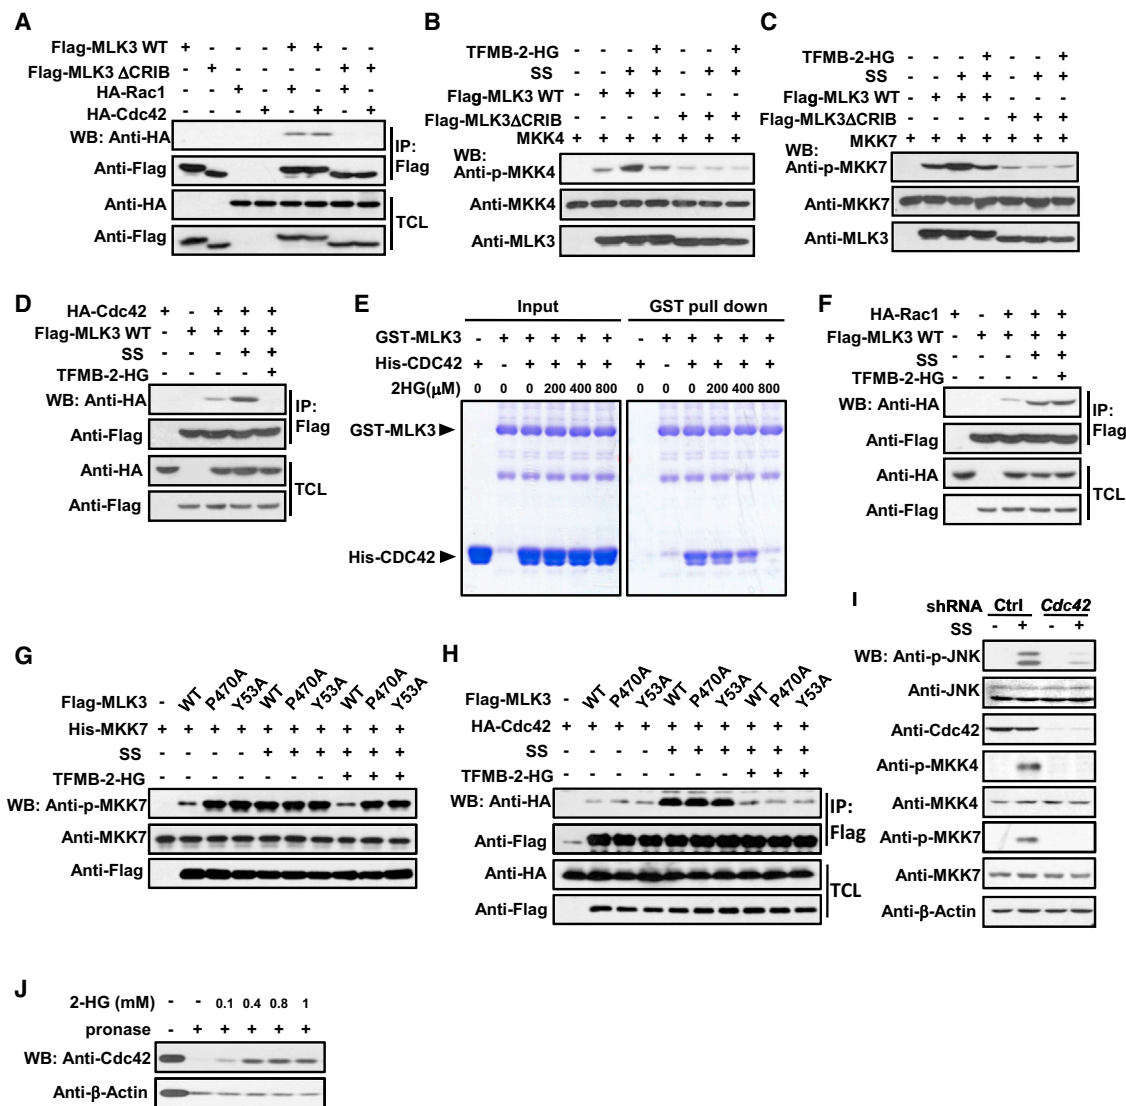 A
Flag-MLK3 WT + - - - + + - -
Flag-MLK3 ΔCRIB - + - - - - + +
HA-Rac1 - - + - + - + -
HA-Cdc42 - - - + - + - +
WB: Anti-HA
Anti-Flag
IP:
Flag
Anti-HA
Anti-Flag
TCL
B
TFMB-2-HG - - - + - - +
SS - - + + - + +
Flag-MLK3 WT - + + + - - -
Flag-MLK3ΔCRIB - - - - + + +
MKK4 + + + + + + +
WB:
Anti-p-MKK4
Anti-MKK4
Anti-MLK3
C
TFMB-2-HG - - - + - - +
SS - - + + - + +
Flag-MLK3 WT - + + + - - -
Flag-MLK3ΔCRIB - - - - + + +
MKK7 + + + + + + +
WB:
Anti-p-MKK7
Anti-MKK7
Anti-MLK3
D
HA-Cdc42 + - + + +
Flag-MLK3 WT - + + + +
SS - - - + +
TFMB-2-HG - - - - +
WB: Anti-HA
Anti-Flag
IP:
Flag
Anti-HA
Anti-Flag
TCL
E
Input GST pull down
GST-MLK3 - + + + + + - + + + + +
His-CDC42 + - + + + + + - + + + +
2HG(μM) 0 0 0 200 400 800 0 0 0 200 400 800
GST-MLK3
His-CDC42
F
HA-Rac1 + - + + +
Flag-MLK3 WT - + + + +
SS - - - + +
TFMB-2-HG - - - - +
WB: Anti-HA
Anti-Flag
IP:
Flag
Anti-HA
Anti-Flag
TCL
G
Flag-MLK3 - WT P470A Y53A WT P470A Y53A WT P470A Y53A
His-MKK7 + + + + + + + + + +
SS - - - - + + + + + +
TFMB-2-HG - - - - - - - + + +
WB: Anti-p-MKK7
Anti-MKK7
Anti-Flag
H
Flag-MLK3 - WT P470A Y53A WT P470A Y53A WT P470A Y53A
HA-Cdc42 + + + + + + + + + +
SS - - - - + + + + + +
TFMB-2-HG - - - - - - - + + +
WB: Anti-HA
Anti-Flag
IP:
Flag
Anti-HA
Anti-Flag
TCL
I
shRNA Ctrl Cdc42
SS - + - +
WB: Anti-p-JNK
Anti-JNK
Anti-Cdc42
Anti-p-MKK4
Anti-MKK4
Anti-p-MKK7
Anti-MKK7
Anti-β-Actin
J
2-HG (mM) - - 0.1 0.4 0.8 1
pronase - + + + + +
WB: Anti-Cdc42
Anti-β-Actin